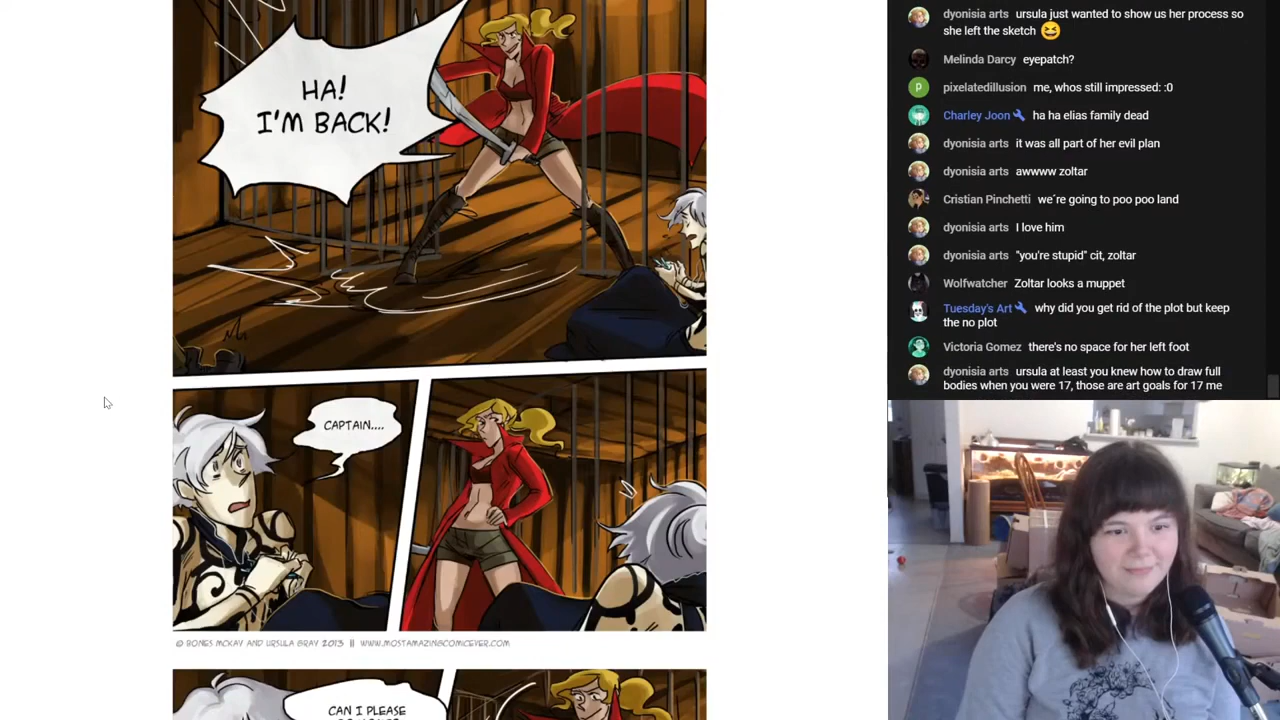 HA!
I'M BACK!
CAPTAIN....
© BONES MCKAY AND URSULA GRAY 2013 || WWW.MOSTAMAZINGCOMICEVER.COM
CAN I PLEASE
dyonisia arts ursula just wanted to show us her process so
she left the sketch
Melinda Darcy eyepatch?
p pixelatedillusion me, whos still impressed: :0
Charley Joon ha ha elias family dead
dyonisia arts it was all part of her evil plan
dyonisia arts awwww zoltar
Cristian Pinchetti we´re going to poo poo land
dyonisia arts I love him
dyonisia arts "you're stupid" cit, zoltar
Wolfwatcher Zoltar looks a muppet
Tuesday's Art why did you get rid of the plot but keep
the no plot
Victoria Gomez there's no space for her left foot
dyonisia arts ursula at least you knew how to draw full
bodies when you were 17, those are art goals for 17 me